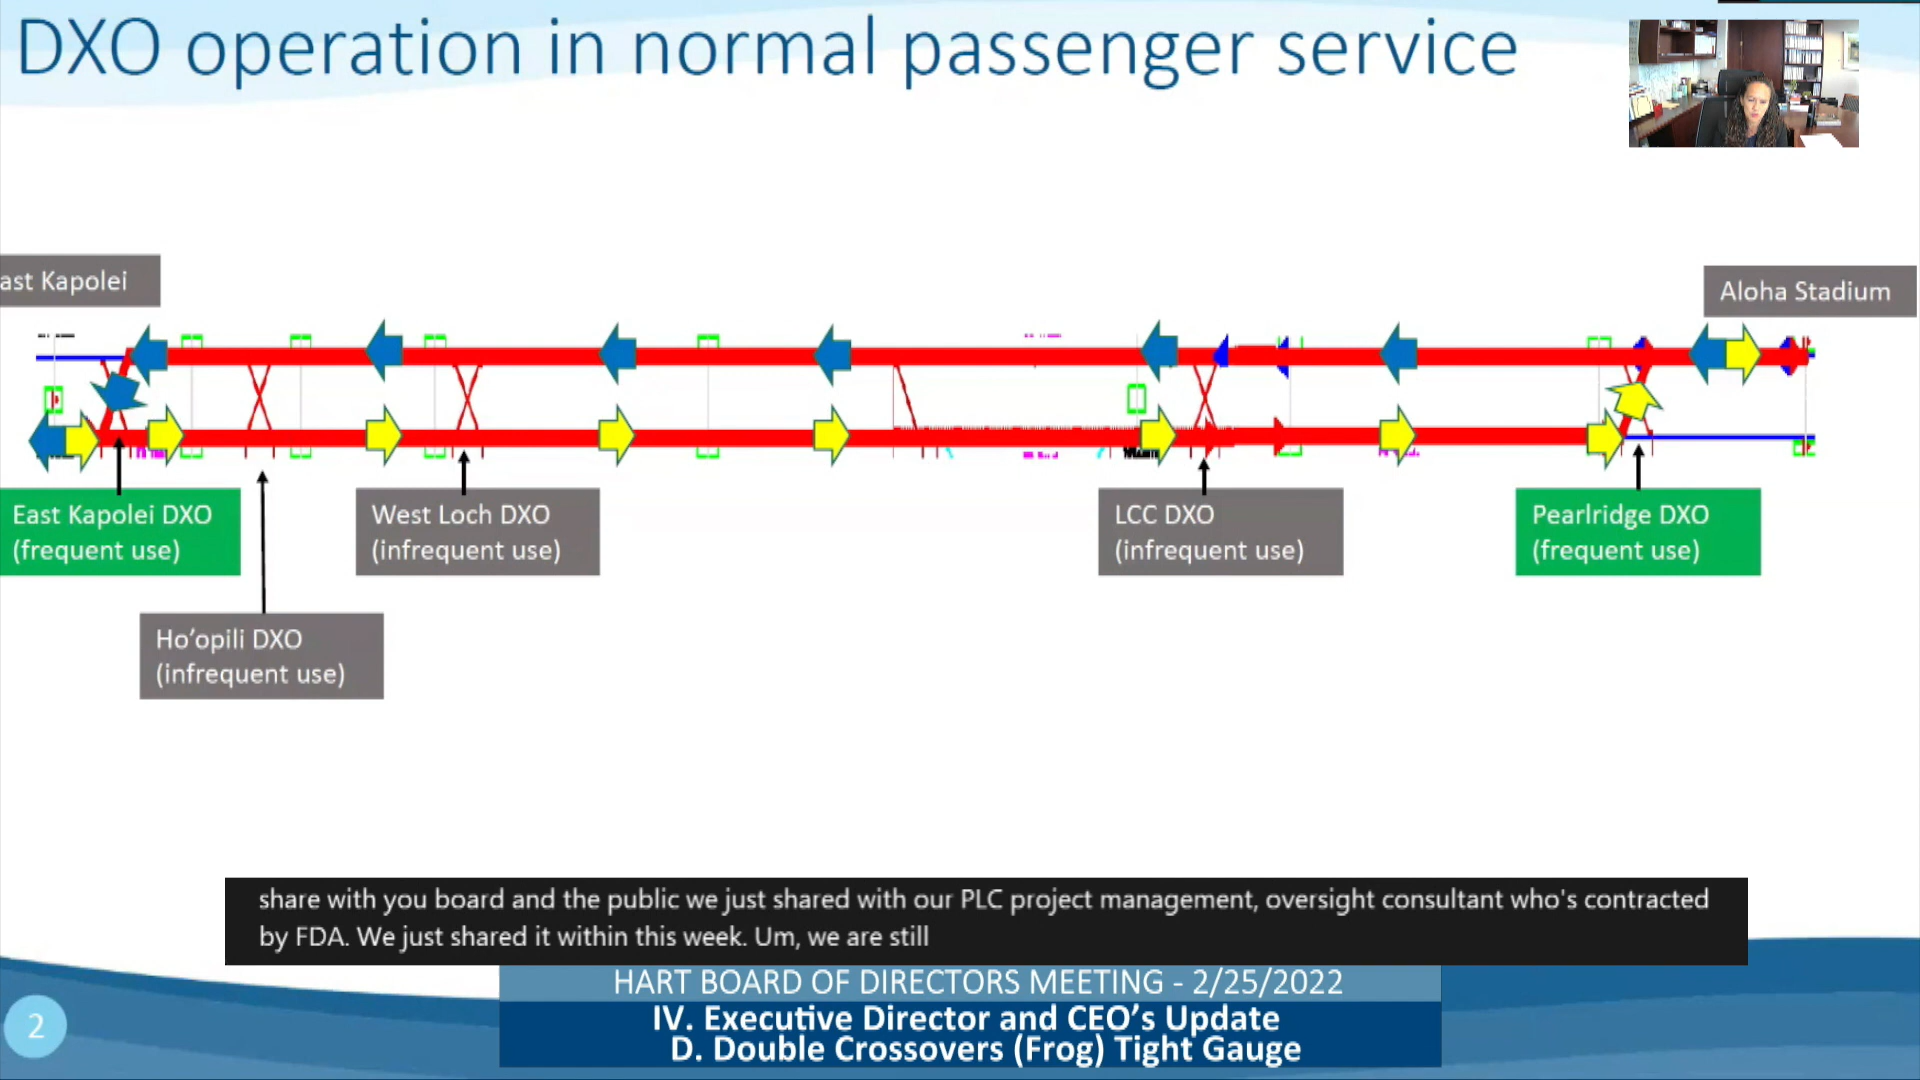 DXO operation in normal passenger service
ast Kapolei
Aloha Stadium
East Kapolei DXO
(frequent use)
West Loch DXO
(infrequent use)
LCC DXO
(infrequent use)
Pearlridge DXO
(frequent use)
Ho’opili DXO
(infrequent use)
share with you board and the public we just shared with our PLC project management, oversight consultant who's contracted
by FDA. We just shared it within this week. Um, we are still
HART BOARD OF DIRECTORS MEETING - 2/25/2022
IV. Executive Director and CEO’s Update
D. Double Crossovers (Frog) Tight Gauge
2